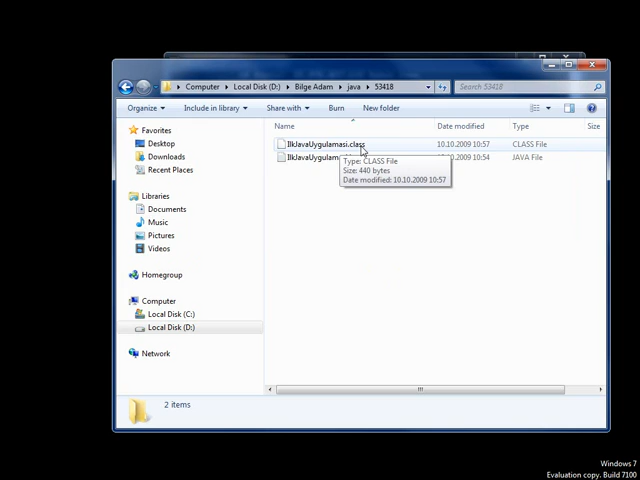 Computer ▸ Local Disk (D:) ▸ Bilge Adam ▸ java ▸ 53418
Search 53418
Organize Include in library Share with Burn New folder
Name Date modified Type Size
Favorites
Desktop
Downloads
Recent Places
Libraries
Documents
Music
Pictures
Videos
Homegroup
Computer
Local Disk (C:)
Local Disk (D:)
Network
IlkJavaUygulamasi.class 10.10.2009 10:57 CLASS File
10:54 JAVA File
Type: CLASS File
Size: 440 bytes
Date modified: 10.10.2009 10:57
2 items
Windows 7
Evaluation copy. Build 7100